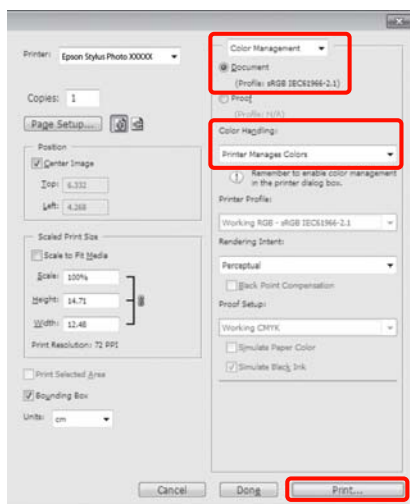 Printer: Epson Stylus Photo XXXXX
Copies: 1
Page Setup...
Position
Center Image
Top: 6.332
Left: 4.268
Scaled Print Size
Scale to Fit Media
Scale: 100%
Height: 14.71
Width: 12.48
Print Resolution: 72 PPI
Print Selected Area
Bounding Box
Units: cm
Color Management
Document
(Profile: sRGB IEC61966-2.1)
Proof
(Profile: N/A)
Color Handling:
Printer Manages Colors
Remember to enable color management
in the printer dialog box.
Printer Profile:
Working RGB - sRGB IEC61966-2.1
Rendering Intent:
Perceptual
Black Point Compensation
Proof Setup:
Working CMYK
Simulate Paper Color
Simulate Black Ink
Cancel
Done
Print...